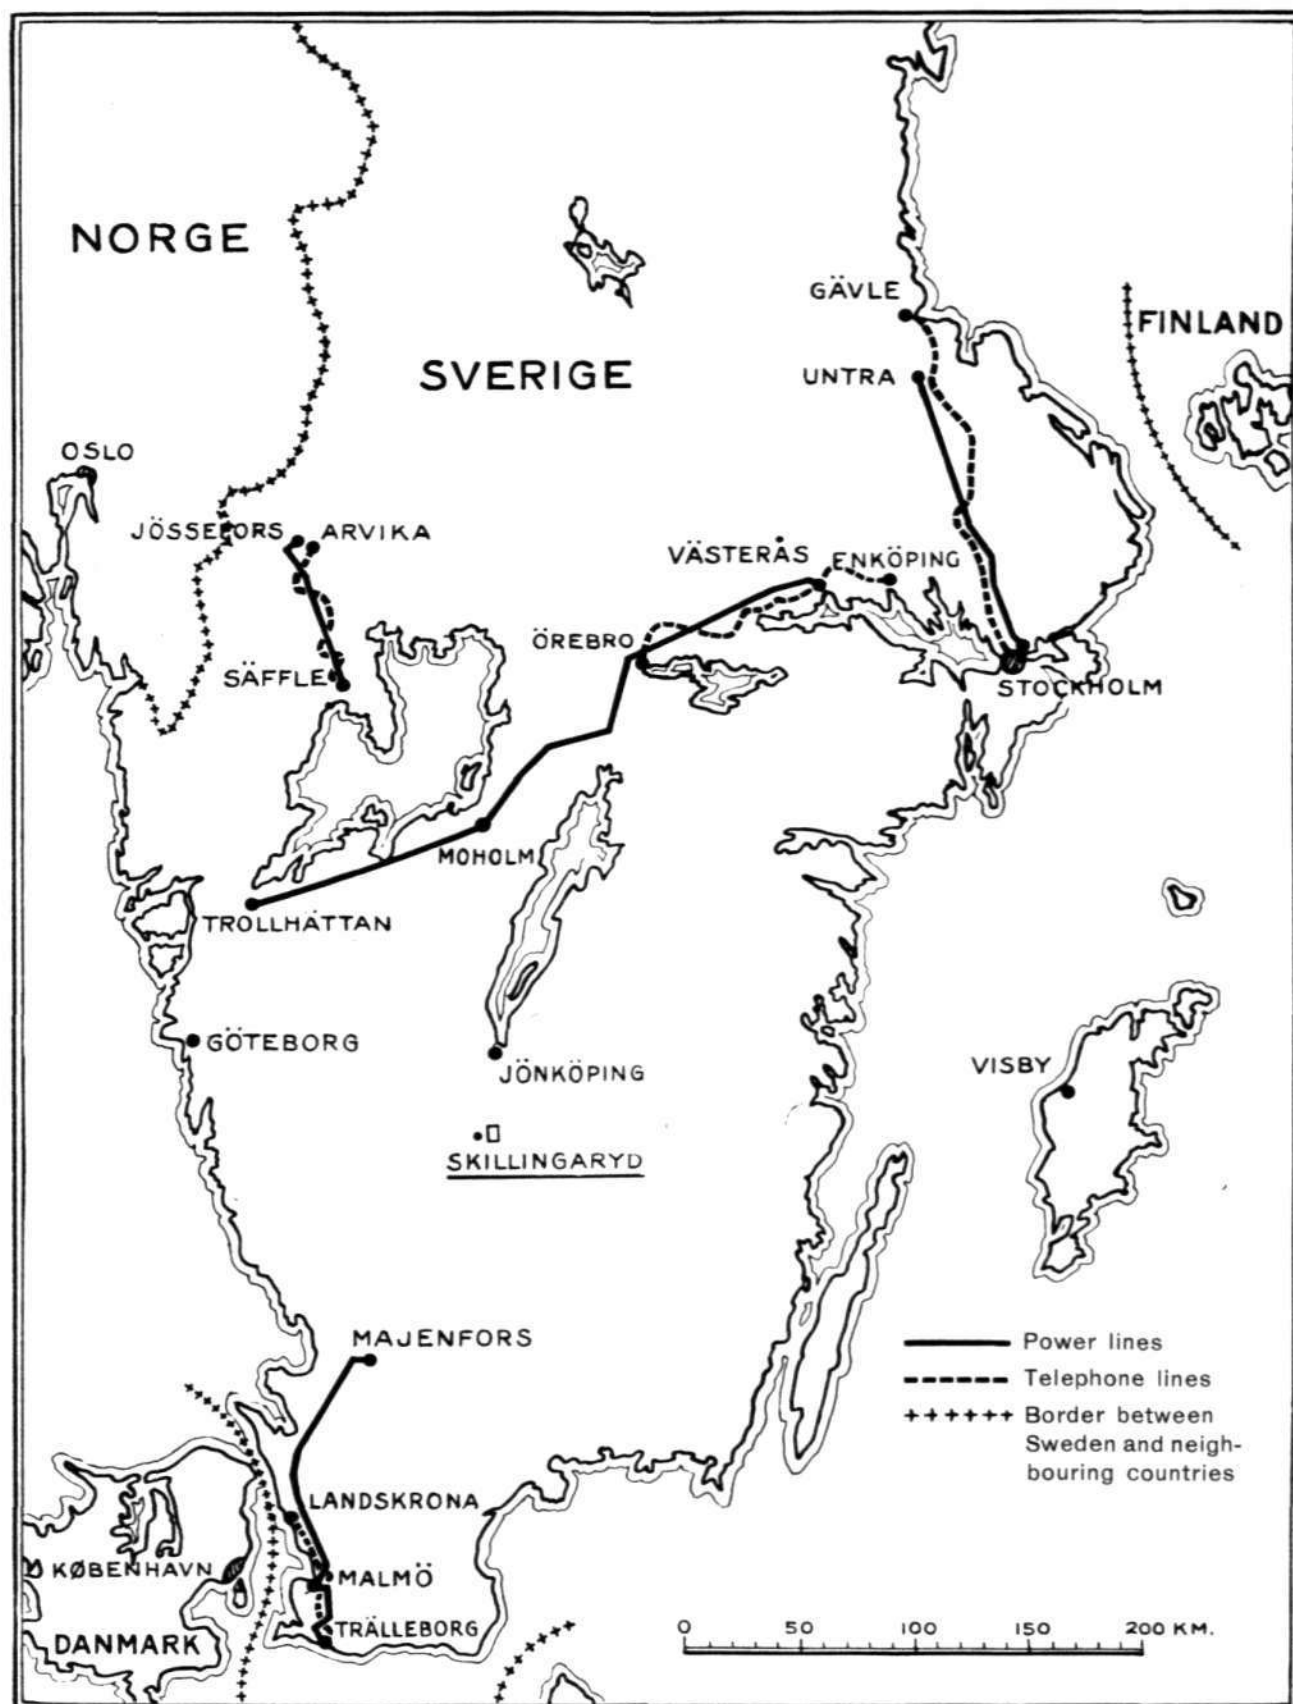 NORGE
GÄVLE
FINLAND
SVERIGE
UNTRA
OSLO
JÖSSEFORS
ARVIKA
VÄSTERÅS
ENKÖPING
ÖREBRO
SÄFFLE
STOCKHOLM
MOHOLM
TROLLHÄTTAN
GÖTEBORG
JÖNKÖPING
VISBY
SKILLINGARYD
MAJENFORS
Power lines
Telephone lines
Border between
Sweden and neigh-
bouring countries
LANDSKRONA
KØBENHAVN
MALMÖ
TRÄLLEBORG
DANMARK
0 50 100 150 200 KM.